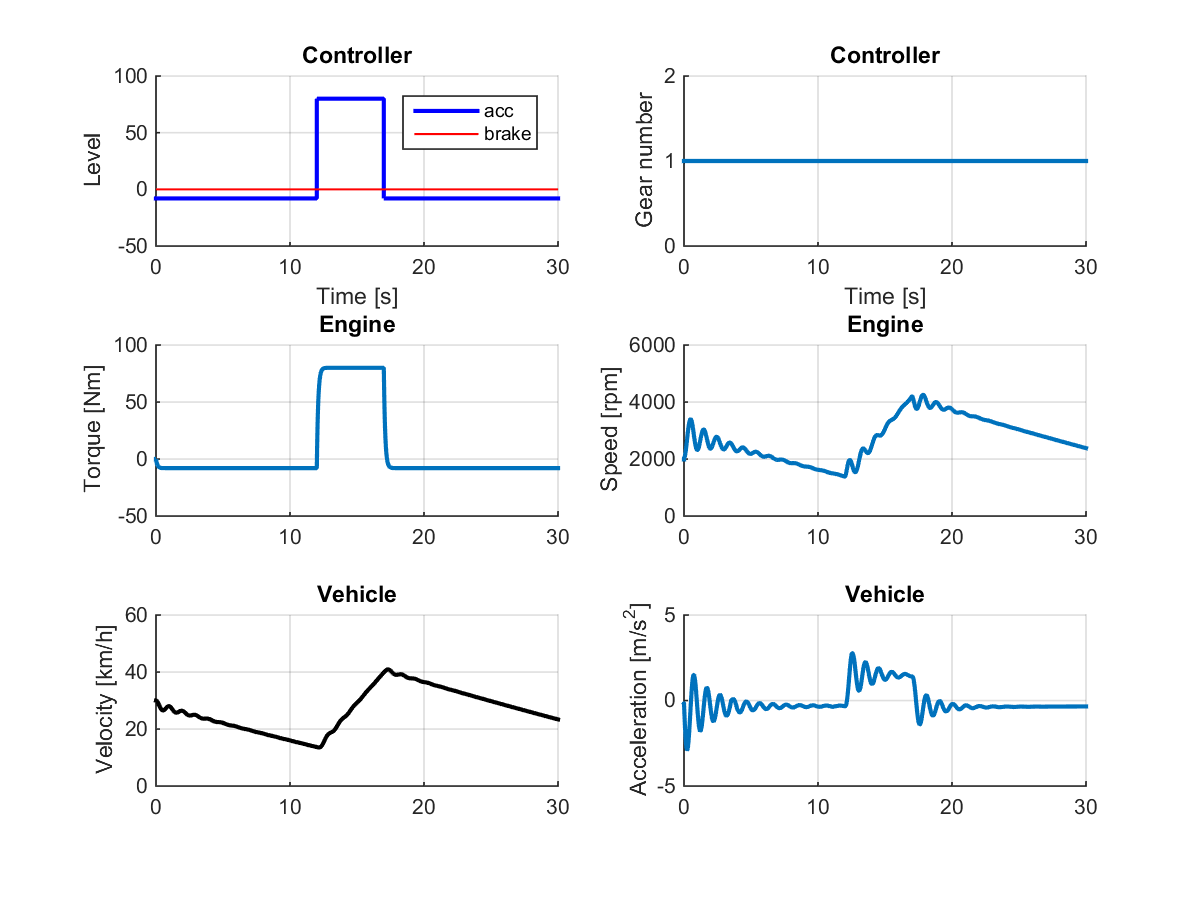 Controller
100
50
0
-50
Level
acc
brake
0 10 20 30
Time [s]
Controller
2
1
0
Gear number
0 10 20 30
Time [s]
Engine
100
50
0
-50
Torque [Nm]
0 10 20 30
Engine
6000
4000
2000
0
Speed [rpm]
0 10 20 30
Vehicle
60
40
20
0
Velocity [km/h]
0 10 20 30
Vehicle
5
0
-5
Acceleration [m/s²]
0 10 20 30